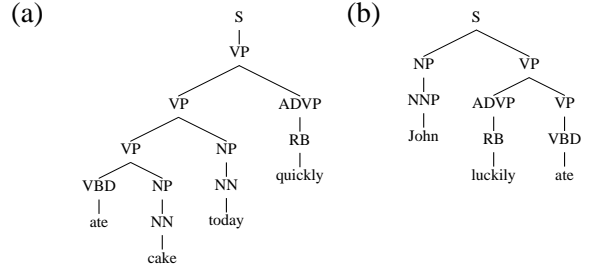 (a)
S
VP
VP ADVP
VP NP RB
VBD NP NN quickly
ate NN today
cake
(b)
S
NP VP
NNP ADVP VP
John RB VBD
luckily ate